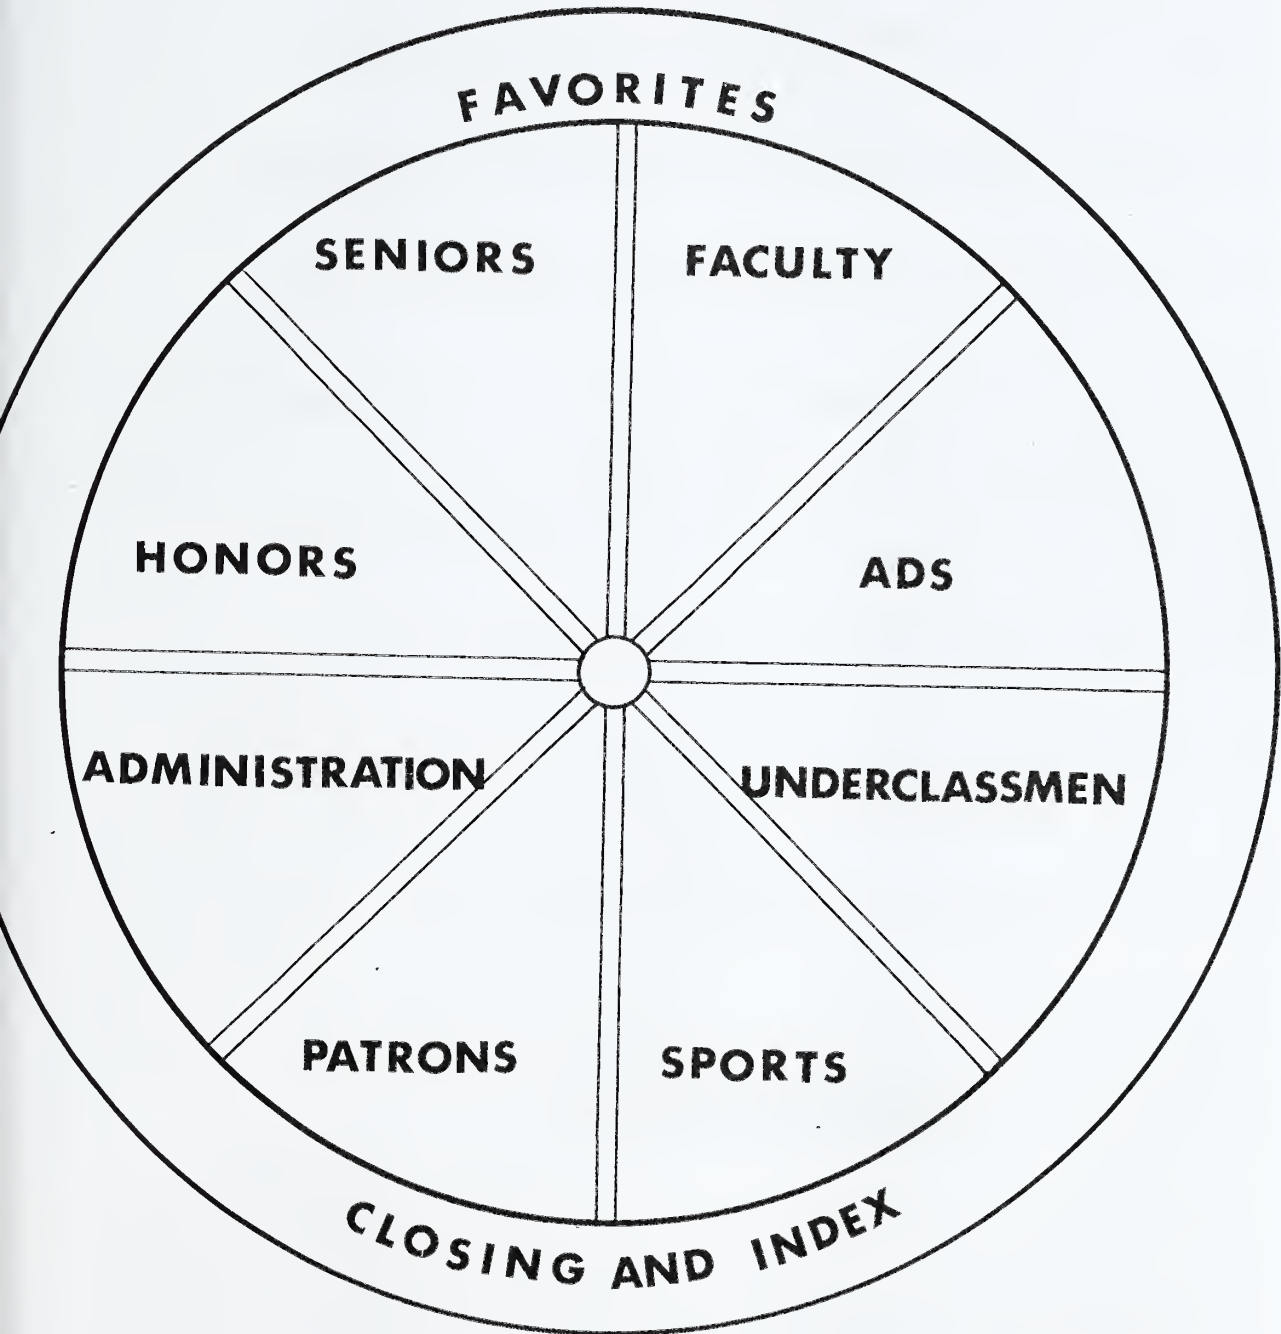 FAVORITES
SENIORS
FACULTY
HONORS
ADS
ADMINISTRATION
UNDERCLASSMEN
PATRONS
SPORTS
CLOSING AND INDEX